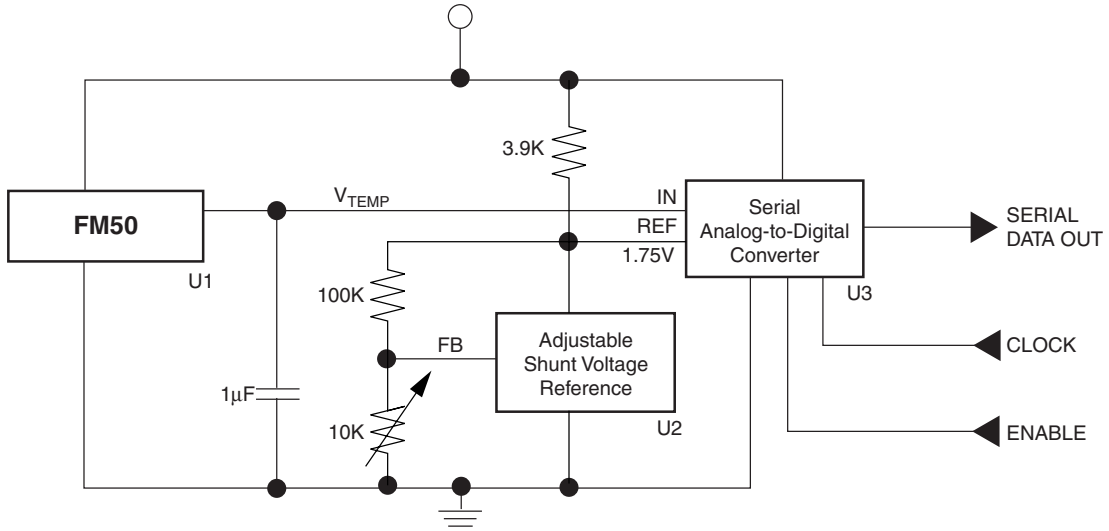 3.9K
FM50
U1
V_TEMP
IN
REF
1.75V
Serial
Analog-to-Digital
Converter
U3
SERIAL
DATA OUT
100K
FB
Adjustable
Shunt Voltage
Reference
U2
CLOCK
1μF
10K
ENABLE